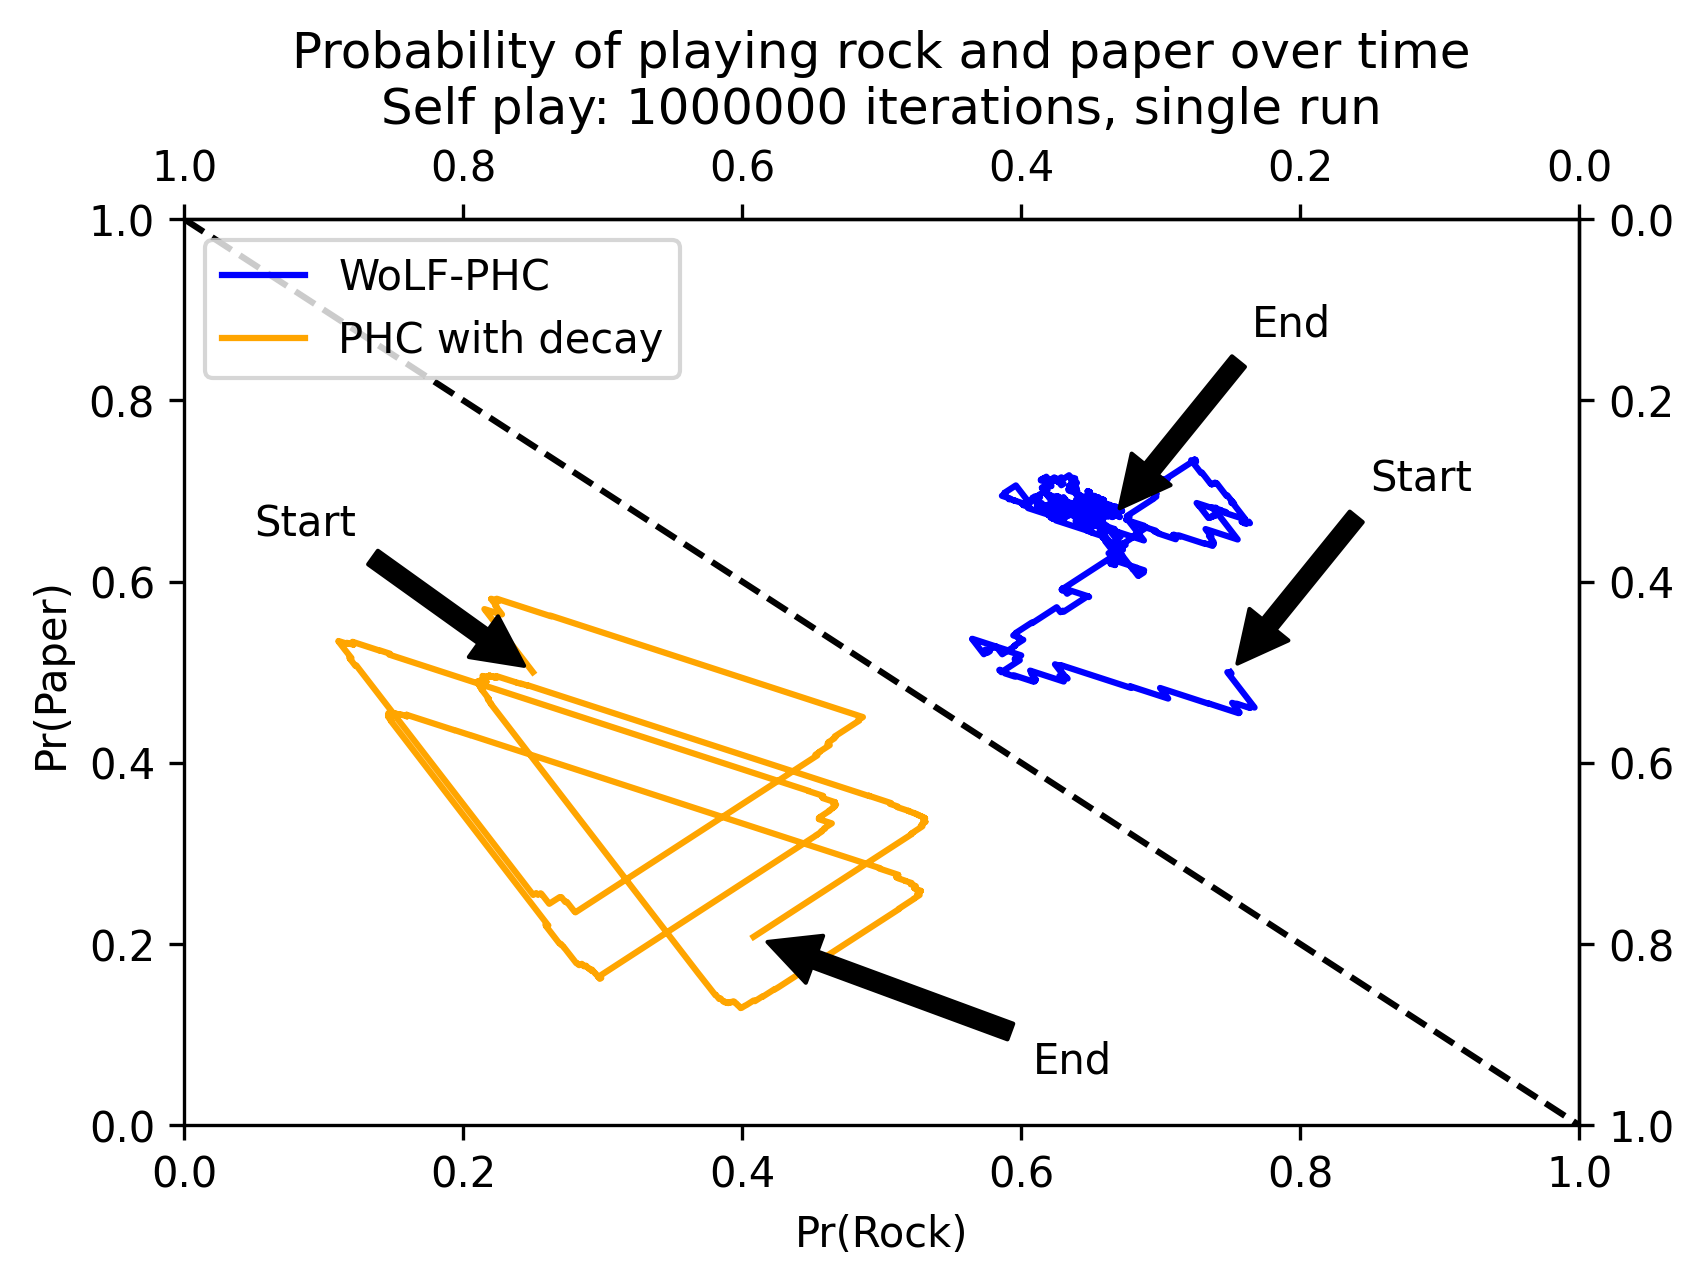 Probability of playing rock and paper over time
Self play: 1000000 iterations, single run
1.0 0.8 0.6 0.4 0.2 0.0
1.0 0.0
WoLF-PHC
PHC with decay
End
0.8 0.2
Start
Start
0.6 0.4
Pr(Paper)
0.4 0.6
0.2 0.8
End
0.0 1.0
0.0 0.2 0.4 0.6 0.8 1.0
Pr(Rock)